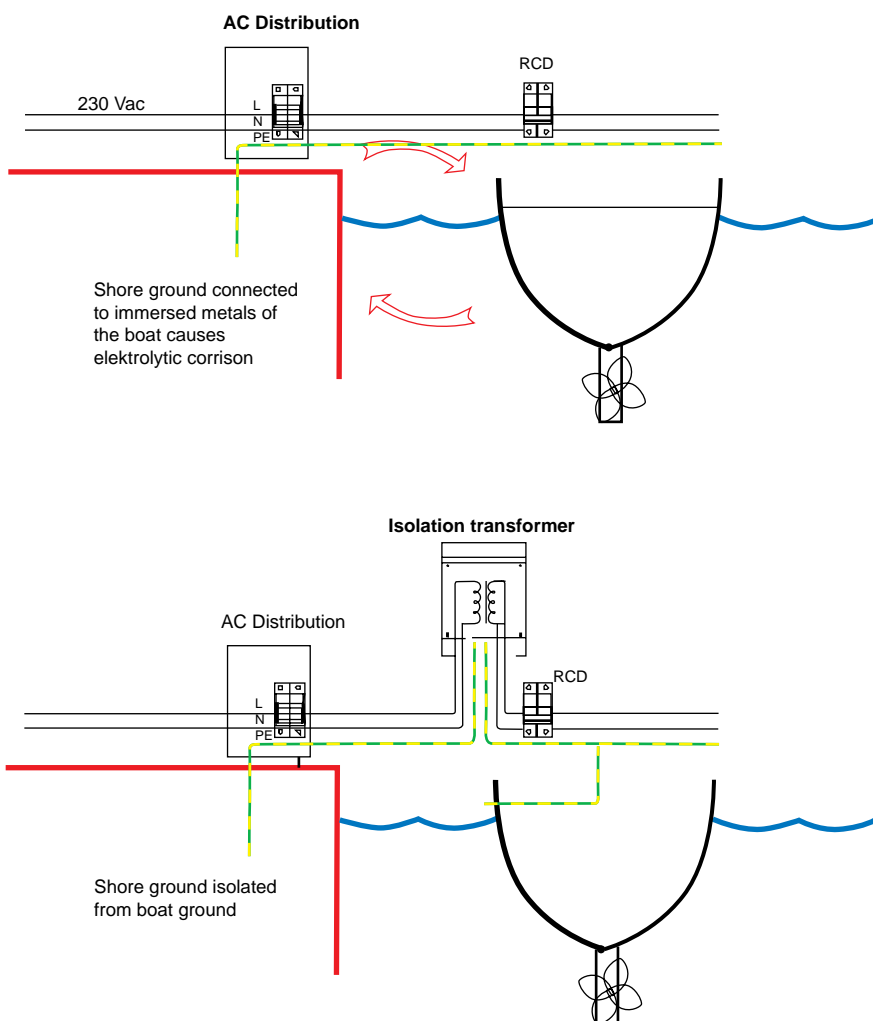 AC Distribution
RCD
230 Vac
L
N
PE
Shore ground connected
to immersed metals of
the boat causes
elektrolytic corrison
Isolation transformer
AC Distribution
RCD
L
N
PE
Shore ground isolated
from boat ground